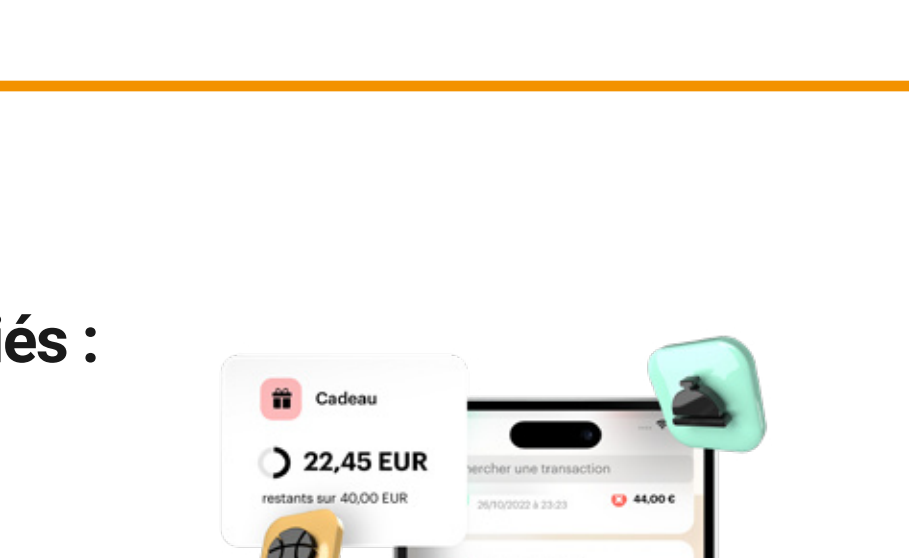 iés :
Cadeau
22,45 EUR
restants sur 40,00 EUR
hercher une transaction
26/10/2022 à 23:23
44,00 €